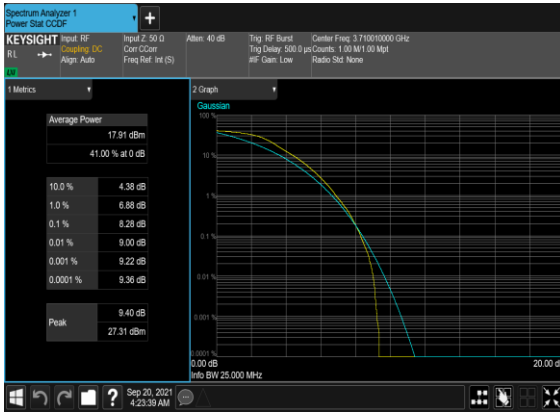 Spectrum Analyzer 1
Power Stat CCDF
KEYSIGHT
RL
LV
Input: RF
Coupling: DC
Align: Auto
Input Z: 50 Ω
Corr CCorr
Freq Ref: Int (S)
Atten: 40 dB
Trig: RF Burst
Trig Delay: 500.0 µs
#IF Gain: Low
Center Freq: 3.710010000 GHz
Counts: 1.00 M/1.00 Mpt
Radio Std: None
1 Metrics
Average Power
17.91 dBm
41.00 % at 0 dB
10.0 % 4.38 dB
1.0 % 6.88 dB
0.1 % 8.28 dB
0.01 % 9.00 dB
0.001 % 9.22 dB
0.0001 % 9.36 dB
Peak
9.40 dB
27.31 dBm
2 Graph
Gaussian
100 %
10 %
1 %
0.1 %
0.01 %
0.001 %
0.0001 %
0.00 dB
20.00 d
Info BW 25.000 MHz
Sep 20, 2021
4:23:39 AM